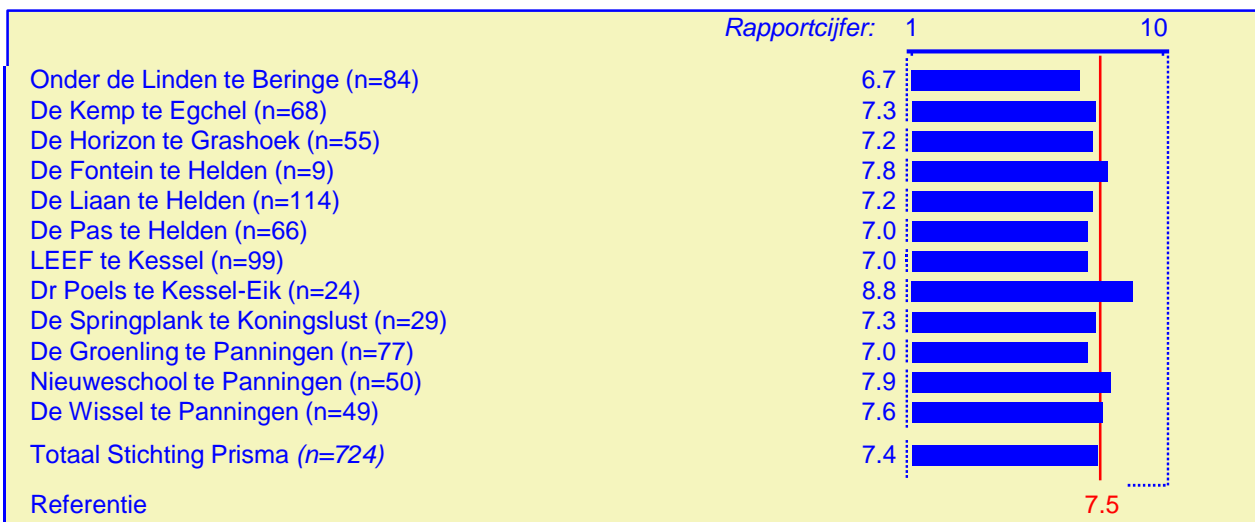 Rapportcijfer: 1 10
Onder de Linden te Beringe (n=84) 6.7
De Kemp te Egchel (n=68) 7.3
De Horizon te Grashoek (n=55) 7.2
De Fontein te Helden (n=9) 7.8
De Liaan te Helden (n=114) 7.2
De Pas te Helden (n=66) 7.0
LEEF te Kessel (n=99) 7.0
Dr Poels te Kessel-Eik (n=24) 8.8
De Springplank te Koningslust (n=29) 7.3
De Groenling te Panningen (n=77) 7.0
Nieuweschool te Panningen (n=50) 7.9
De Wissel te Panningen (n=49) 7.6
Totaal Stichting Prisma (n=724) 7.4
Referentie 7.5